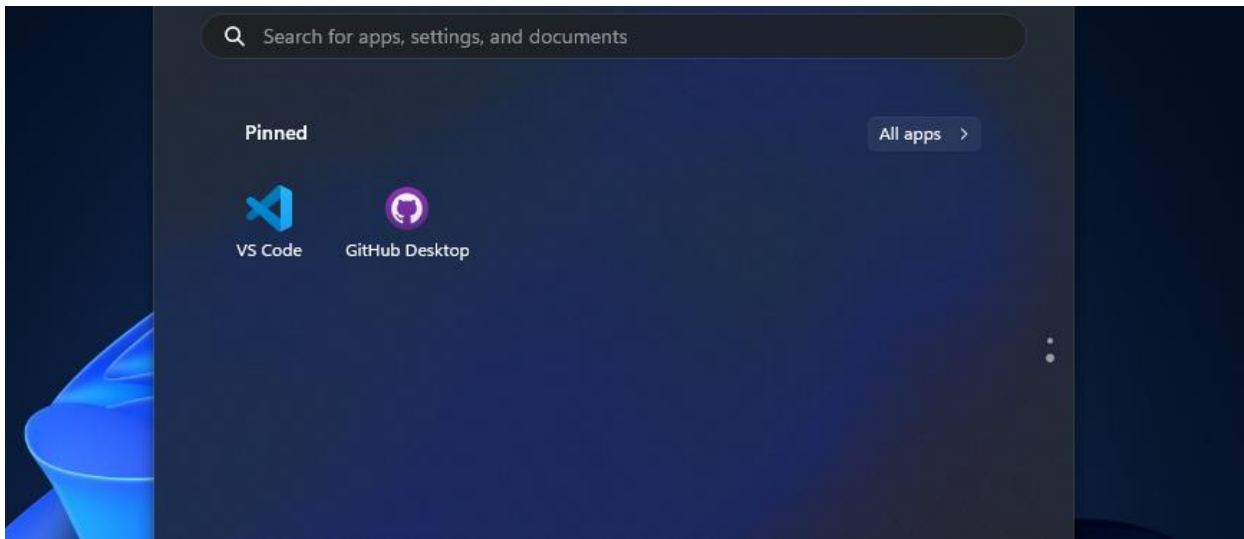 Search for apps, settings, and documents
Pinned
All apps
VS Code
GitHub Desktop